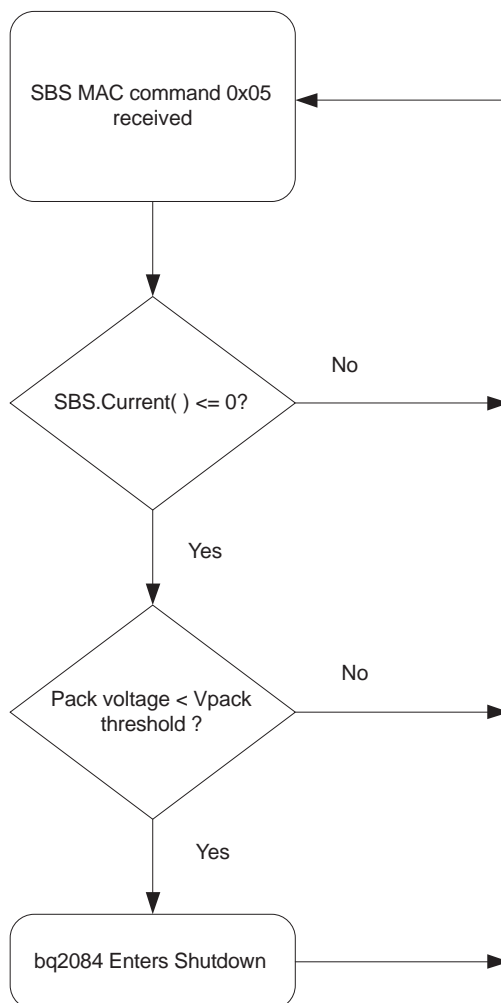 SBS MAC command 0x05
received
No
SBS.Current( ) <= 0?
Yes
No
Pack voltage < Vpack
threshold ?
Yes
bq2084 Enters Shutdown